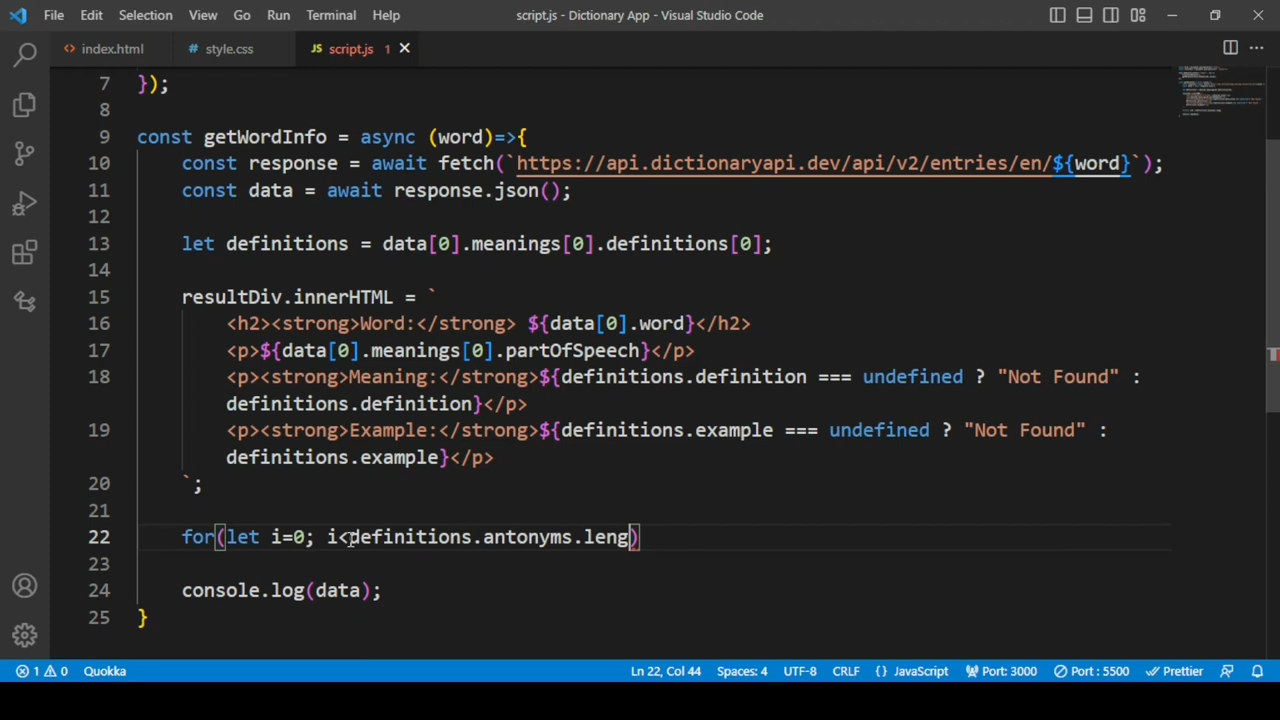 File Edit Selection View Go Run Terminal Help script.js - Dictionary App - Visual Studio Code
index.html style.css JS script.js 1
7 });
8
9 const getWordInfo = async (word)=>{
10 const response = await fetch(`https://api.dictionaryapi.dev/api/v2/entries/en/${word}`);
11 const data = await response.json();
12
13 let definitions = data[0].meanings[0].definitions[0];
14
15 resultDiv.innerHTML = `
16 <h2><strong>Word:</strong> ${data[0].word}</h2>
17 <p>${data[0].meanings[0].partOfSpeech}</p>
18 <p><strong>Meaning:</strong>${definitions.definition === undefined ? "Not Found" :
definitions.definition}</p>
19 <p><strong>Example:</strong>${definitions.example === undefined ? "Not Found" :
definitions.example}</p>
20 `;
21
22 for(let i=0; i<definitions.antonyms.leng)
23
24 console.log(data);
25 }
1 0 Quokka Ln 22, Col 44 Spaces: 4 UTF-8 CRLF {} JavaScript Port: 3000 Port : 5500 Prettier